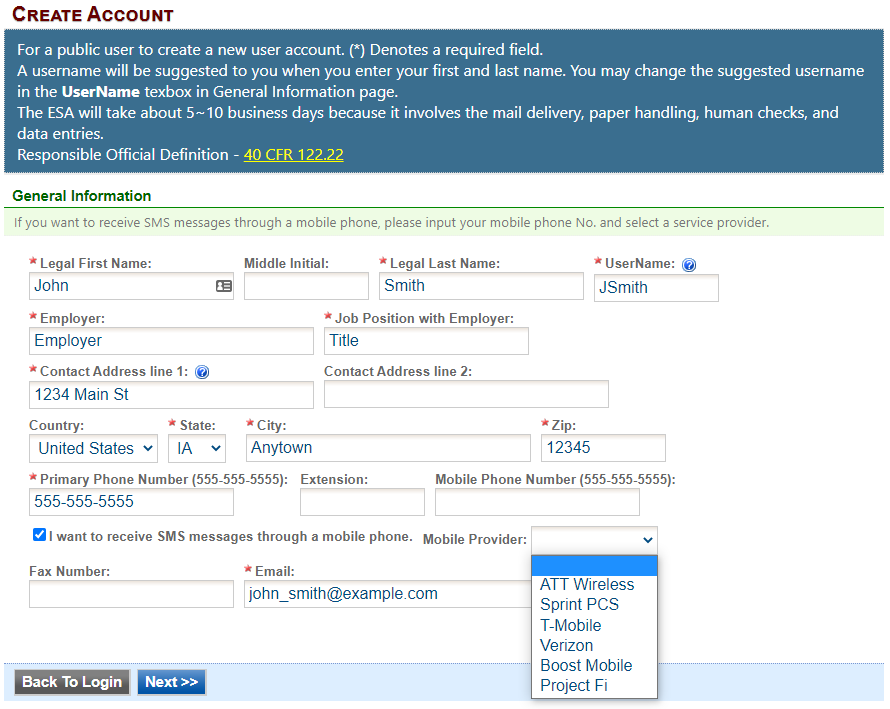 CREATE ACCOUNT
For a public user to create a new user account. (*) Denotes a required field.
A username will be suggested to you when you enter your first and last name. You may change the suggested username
in the UserName texbox in General Information page.
The ESA will take about 5~10 business days because it involves the mail delivery, paper handling, human checks, and
data entries.
Responsible Official Definition - 40 CFR 122.22
General Information
If you want to receive SMS messages through a mobile phone, please input your mobile phone No. and select a service provider.
* Legal First Name: Middle Initial: * Legal Last Name: * UserName: ?
John Smith JSmith
* Employer: * Job Position with Employer:
Employer Title
* Contact Address line 1: ? Contact Address line 2:
1234 Main St
Country: * State: * City: * Zip:
United States IA Anytown 12345
* Primary Phone Number (555-555-5555): Extension: Mobile Phone Number (555-555-5555):
555-555-5555
I want to receive SMS messages through a mobile phone. Mobile Provider:
Fax Number: * Email:
john_smith@example.com
ATT Wireless
Sprint PCS
T-Mobile
Verizon
Boost Mobile
Project Fi
Back To Login Next >>